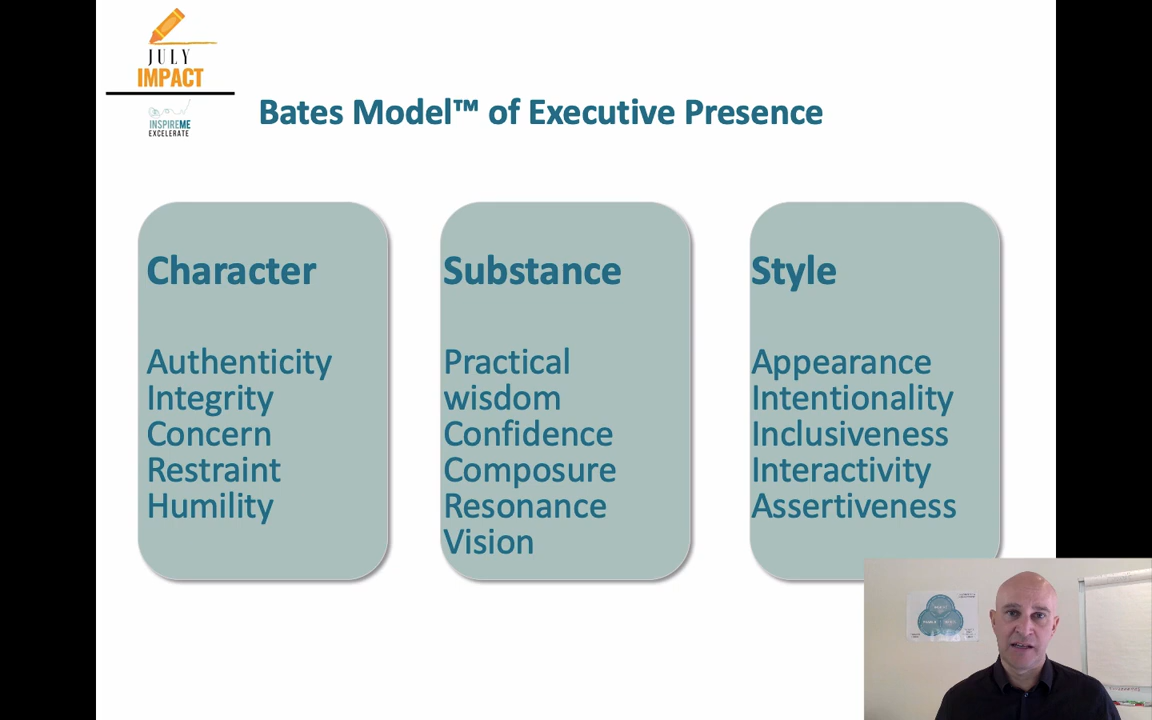 JULY
IMPACT
INSPIREME
EXCELERATE
Bates Model™ of Executive Presence
Character
Authenticity
Integrity
Concern
Restraint
Humility
Substance
Practical
wisdom
Confidence
Composure
Resonance
Vision
Style
Appearance
Intentionality
Inclusiveness
Interactivity
Assertiveness